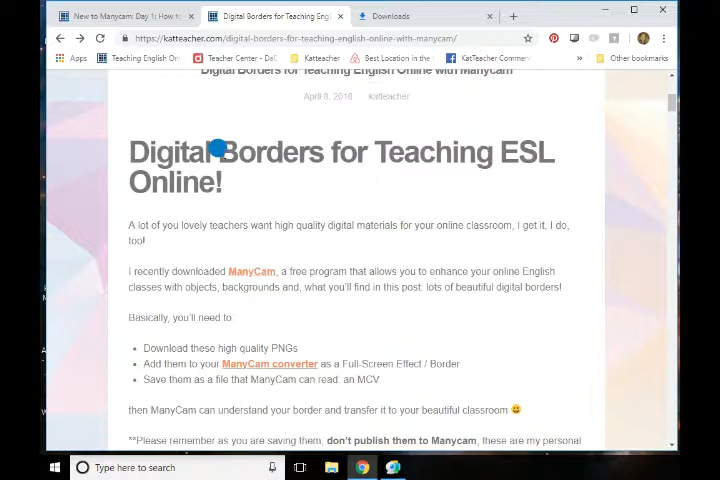 New to Manycam: Day 1: How to
Digital Borders for Teaching Engl
Downloads
https://katteacher.com/digital-borders-for-teaching-english-online-with-manycam/
Apps
Teaching English Onl
Teacher Center - Da
Katteacher
Best Location in the
KatTeacher Comment
Other bookmarks
Digital Borders for Teaching English Online with Manycam
April 8, 2018 katteacher
Digital Borders for Teaching ESL
Online!
A lot of you lovely teachers want high quality digital materials for your online classroom, I get it, I do,
too!
I recently downloaded ManyCam, a free program that allows you to enhance your online English
classes with objects, backgrounds and, what you'll find in this post: lots of beautiful digital borders!
Basically, you'll need to:
Download these high quality PNGs
Add them to your ManyCam converter as a Full-Screen Effect / Border
Save them as a file that ManyCam can read: an MCV
then ManyCam can understand your border and transfer it to your beautiful classroom 😃
**Please remember as you are saving them, don't publish them to Manycam, these are my personal
Type here to search